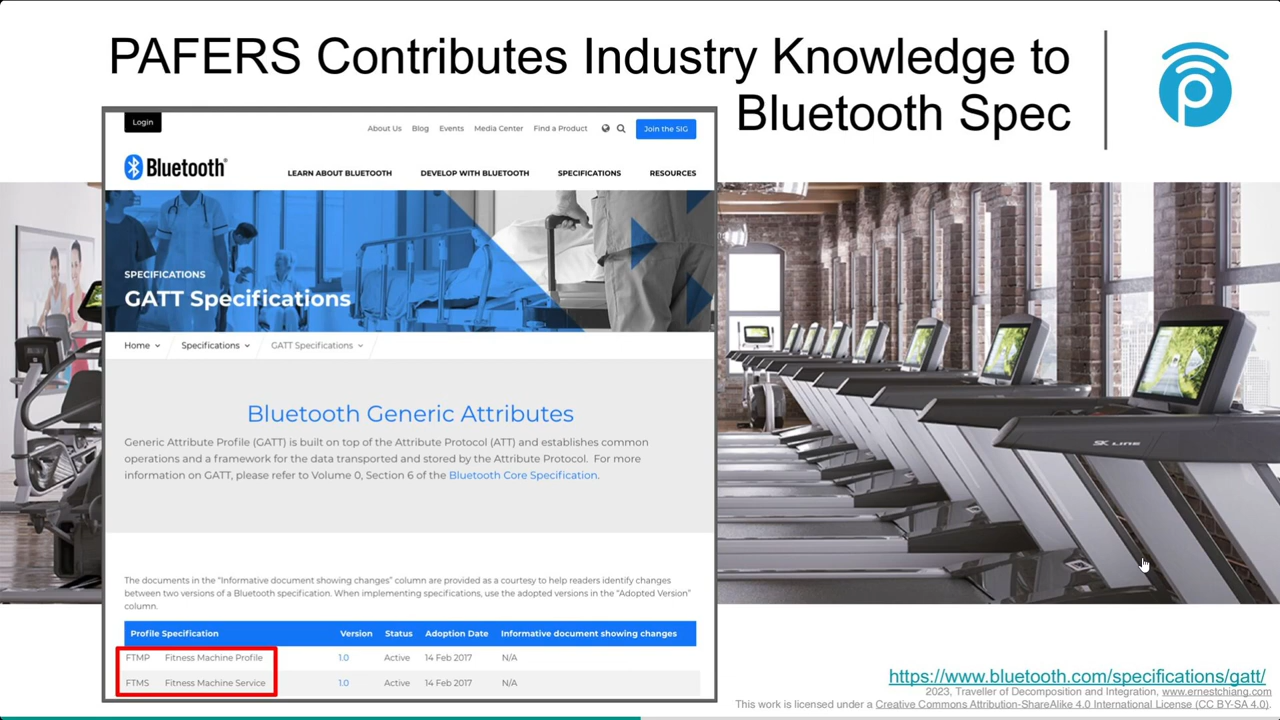 PAFERS Contributes Industry Knowledge to
Bluetooth Spec
Login
About Us Blog Events Media Center Find a Product Join the SIG
Bluetooth®
LEARN ABOUT BLUETOOTH DEVELOP WITH BLUETOOTH SPECIFICATIONS RESOURCES
SPECIFICATIONS
GATT Specifications
Home Specifications GATT Specifications
Bluetooth Generic Attributes
Generic Attribute Profile (GATT) is built on top of the Attribute Protocol (ATT) and establishes common
operations and a framework for the data transported and stored by the Attribute Protocol. For more
information on GATT, please refer to Volume 0, Section 6 of the Bluetooth Core Specification.
The documents in the "Informative document showing changes" column are provided as a courtesy to help readers identify changes
between two versions of a Bluetooth specification. When implementing specifications, use the adopted versions in the "Adopted Version"
column.
Profile Specification Version Status Adoption Date Informative document showing changes
FTMP Fitness Machine Profile 1.0 Active 14 Feb 2017 N/A
FTMS Fitness Machine Service 1.0 Active 14 Feb 2017 N/A
SK LINE
https://www.bluetooth.com/specifications/gatt/
2023, Traveller of Decomposition and Integration, www.ernestchiang.com
This work is licensed under a Creative Commons Attribution-ShareAlike 4.0 International License (CC BY-SA 4.0).